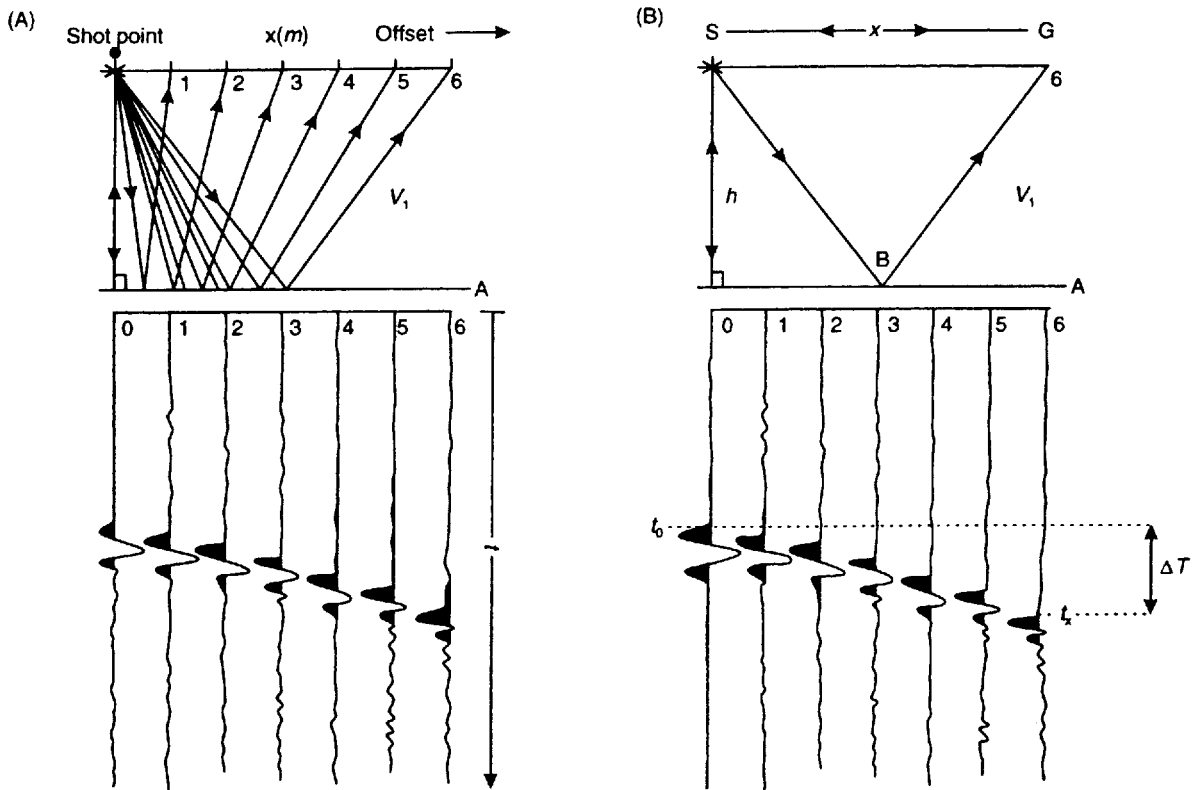 (A)
Shot point x(m) Offset
1 2 3 4 5 6
V₁
A
0 1 2 3 4 5 6
t
(B)
S x G
6
h V₁
B
A
0 1 2 3 4 5 6
t₀
ΔT
tₓ